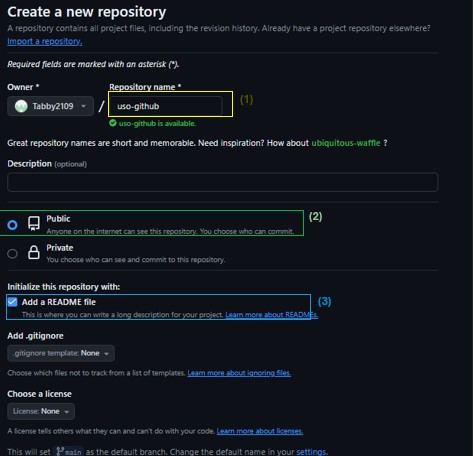 Create a new repository
A repository contains all project files, including the revision history. Already have a project repository elsewhere?
Import a repository.
Required fields are marked with an asterisk (*).
Owner * Repository name *
Tabby2109 / uso-github (1)
uso-github is available.
Great repository names are short and memorable. Need inspiration? How about ubiquitous-waffle ?
Description (optional)
Public (2)
Anyone on the internet can see this repository. You choose who can commit.
Private
You choose who can see and commit to this repository.
Initialize this repository with:
Add a README file (3)
This is where you can write a long description for your project. Learn more about READMEs.
Add .gitignore
.gitignore template: None
Choose which files not to track from a list of templates. Learn more about ignoring files.
Choose a license
License: None
A license tells others what they can and can't do with your code. Learn more about licenses.
This will set main as the default branch. Change the default name in your settings.